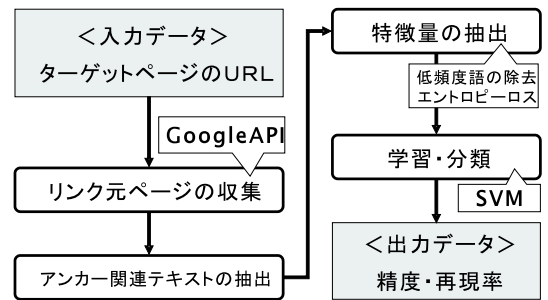 ＜入力データ＞
ターゲットページのURL
GoogleAPI
リンク元ページの収集
アンカー関連テキストの抽出
特徴量の抽出
低頻度語の除去
エントロピーロス
学習・分類
SVM
＜出力データ＞
精度・再現率